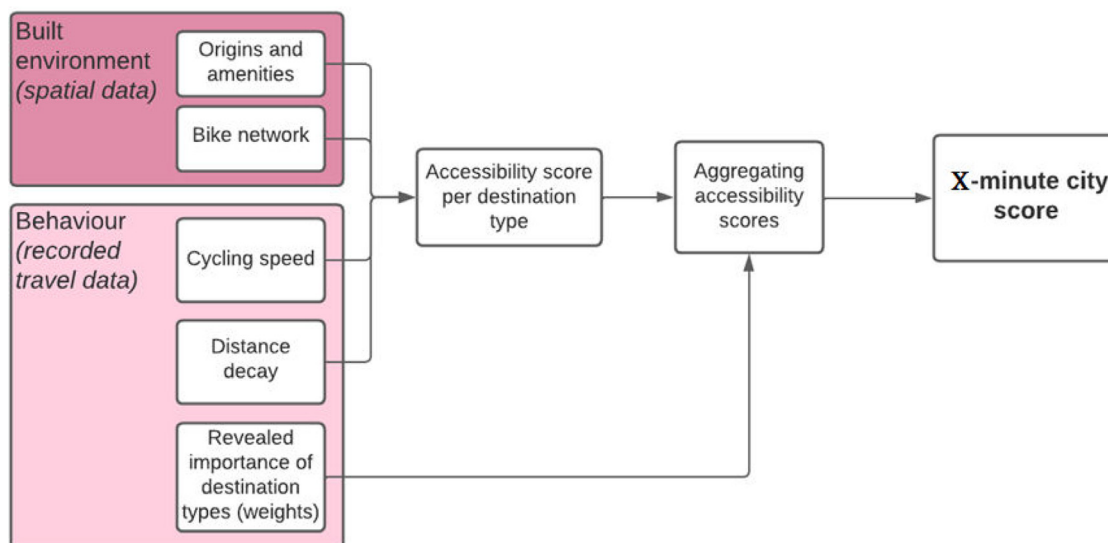 Built
environment
(spatial data)
Origins and
amenities
Bike network
Behaviour
(recorded
travel data)
Cycling speed
Distance
decay
Revealed
importance of
destination
types (weights)
Accessibility score
per destination
type
Aggregating
accessibility
scores
X-minute city
score